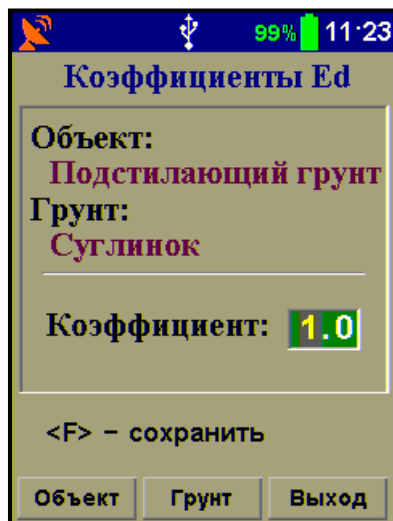 99% 11:23
Коэффициенты Ed
Объект:
Подстилающий грунт
Грунт:
Суглинок
Коэффициент: 1.0
<F> – сохранить
Объект Грунт Выход